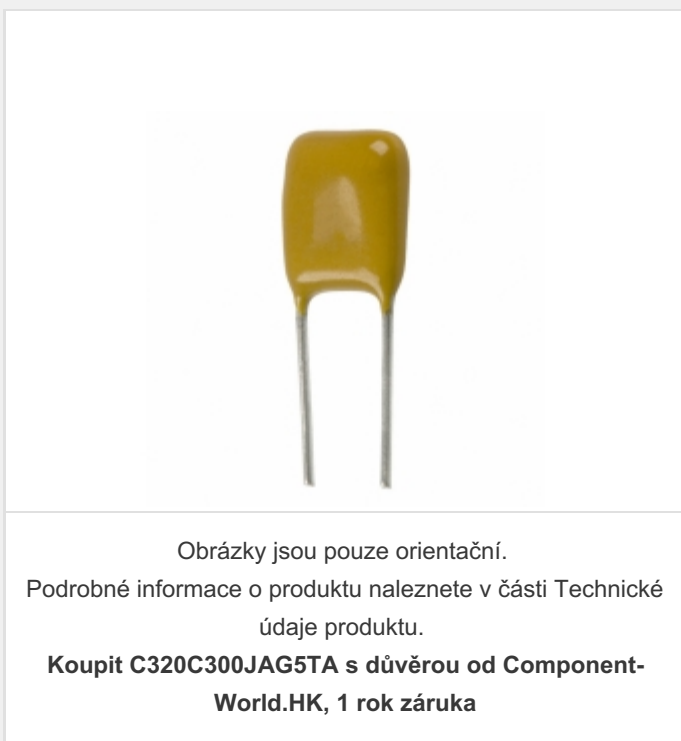 Obrázky jsou pouze orientační.
Podrobné informace o produktu naleznete v části Technické
údaje produktu.
Koupit C320C300JAG5TA s důvěrou od Component-
World.HK, 1 rok záruka